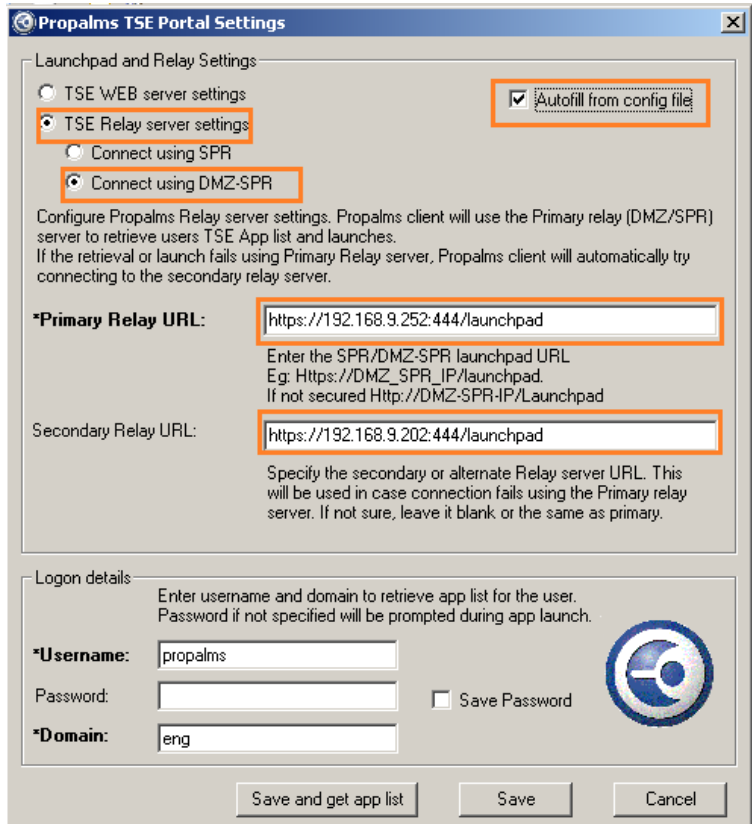 Propalms TSE Portal Settings
Launchpad and Relay Settings
TSE WEB server settings
Autofill from config file
TSE Relay server settings
Connect using SPR
Connect using DMZ-SPR
Configure Propalms Relay server settings. Propalms client will use the Primary relay (DMZ/SPR)
server to retrieve users TSE App list and launches.
If the retrieval or launch fails using Primary Relay server, Propalms client will automatically try
connecting to the secondary relay server.
*Primary Relay URL:
https://192.168.9.252:444/launchpad
Enter the SPR/DMZ-SPR launchpad URL
Eg: Https://DMZ_SPR_IP/launchpad.
If not secured Http://DMZ-SPR-IP/Launchpad
Secondary Relay URL:
https://192.168.9.202:444/launchpad
Specify the secondary or alternate Relay server URL. This
will be used in case connection fails using the Primary relay
server. If not sure, leave it blank or the same as primary.
Logon details
Enter username and domain to retrieve app list for the user.
Password if not specified will be prompted during app launch.
*Username:
propalms
Password:
Save Password
*Domain:
eng
Save and get app list
Save
Cancel